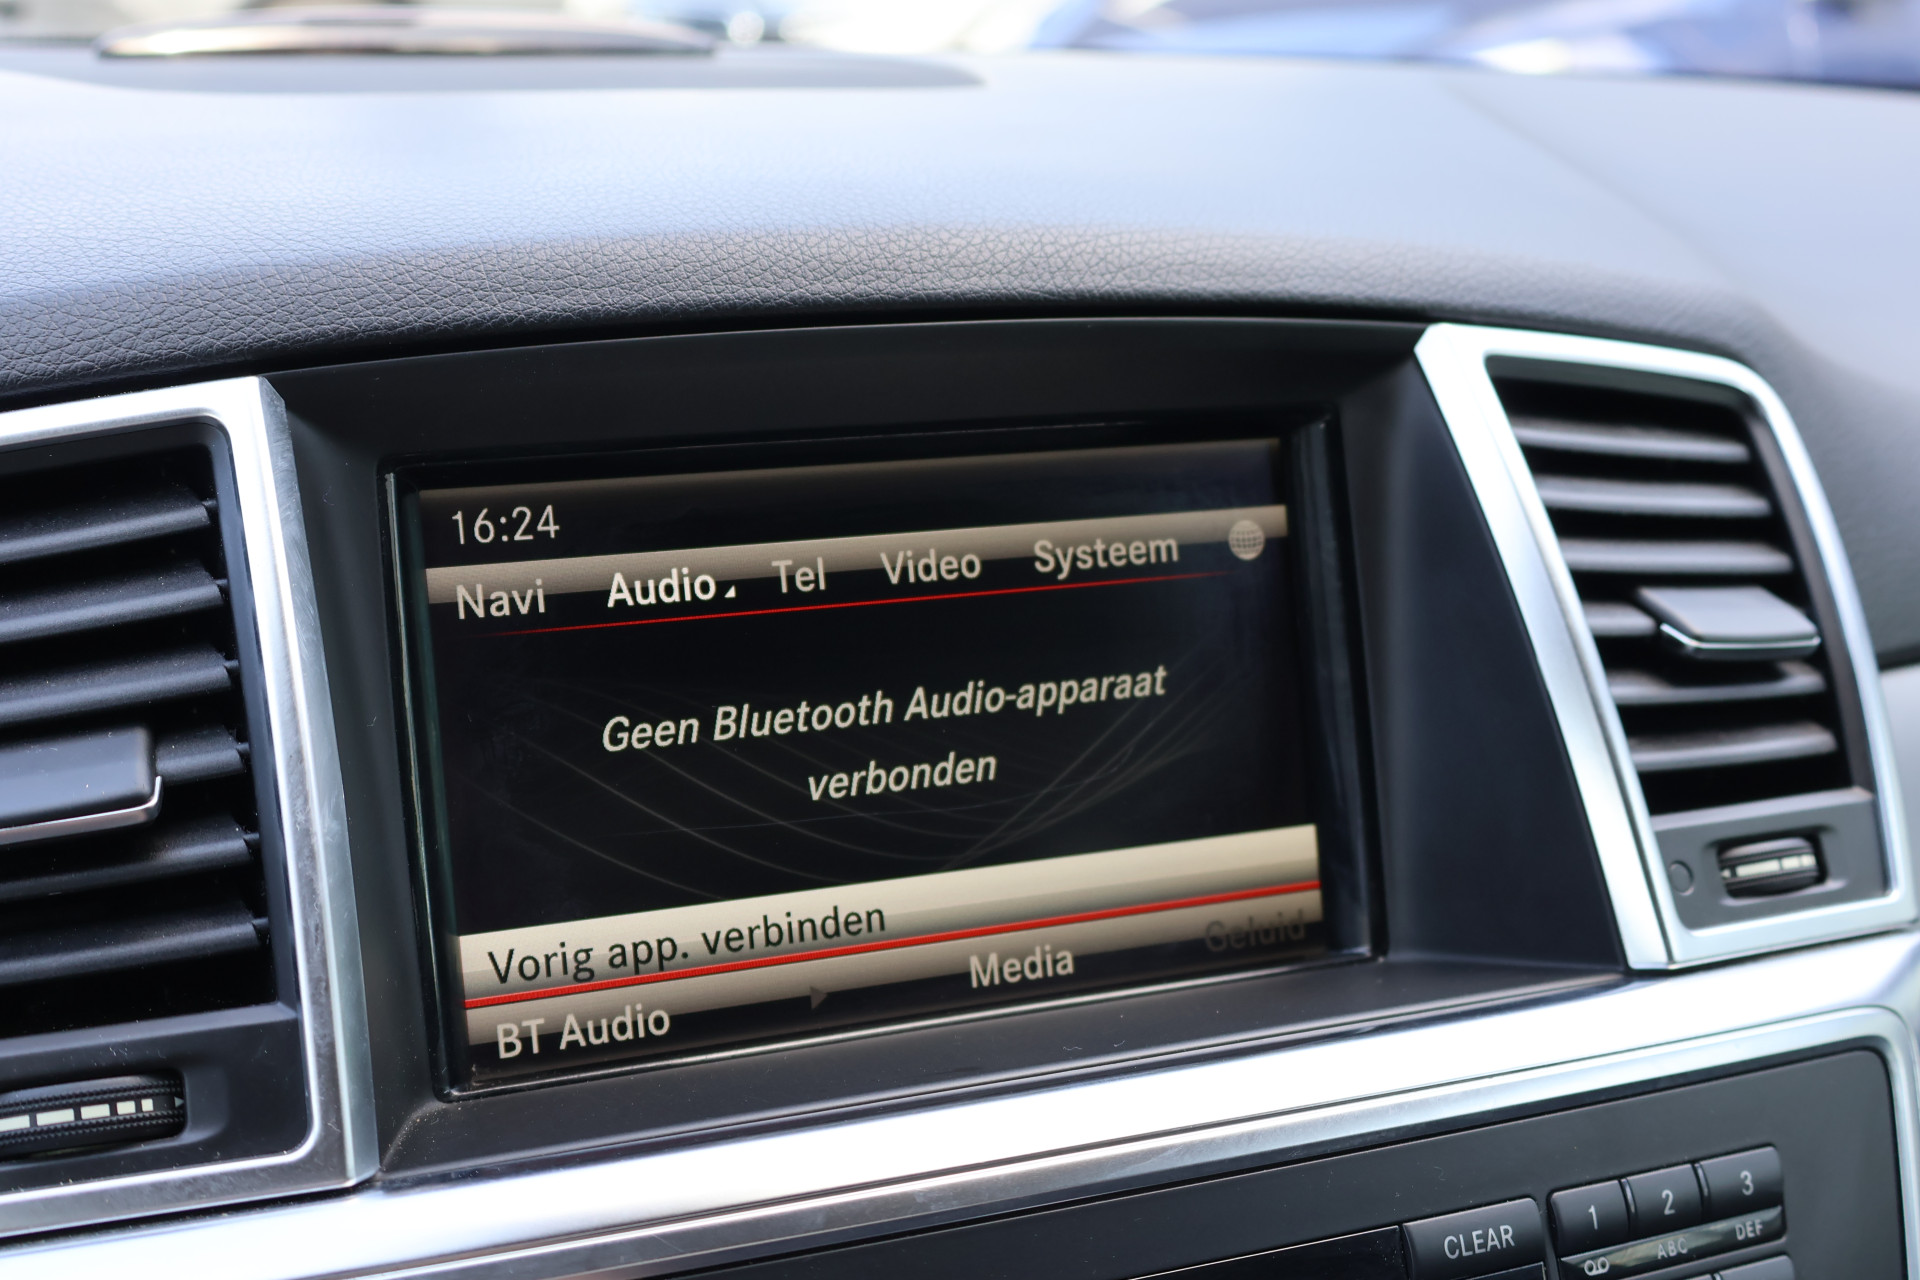 16:24
Navi Audio Tel Video Systeem
Geen Bluetooth Audio-apparaat
verbonden
Vorig app. verbinden
BT Audio Media Geluid
CLEAR 1 2 3
ABC DEF